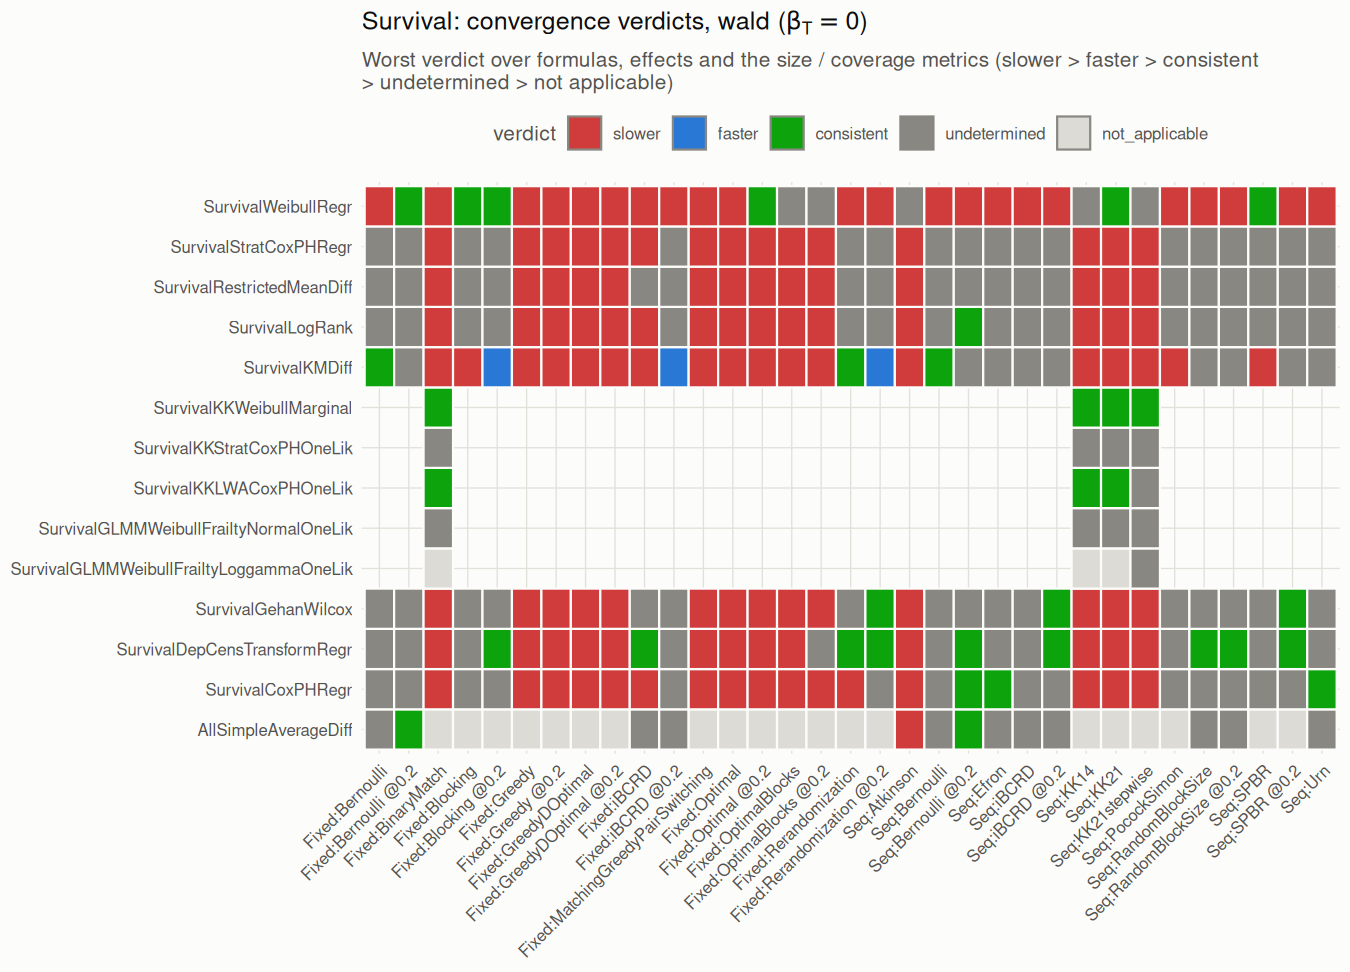 Survival: convergence verdicts, wald (βT = 0)
Worst verdict over formulas, effects and the size / coverage metrics (slower > faster > consistent
> undetermined > not applicable)
verdict slower faster consistent undetermined not_applicable
SurvivalWeibullRegr
SurvivalStratCoxPHRegr
SurvivalRestrictedMeanDiff
SurvivalLogRank
SurvivalKMDiff
SurvivalKKWeibullMarginal
SurvivalKKStratCoxPHOneLik
SurvivalKKLWACoxPHOneLik
SurvivalGLMMWeibullFrailtyNormalOneLik
SurvivalGLMMWeibullFrailtyLoggammaOneLik
SurvivalGehanWilcox
SurvivalDepCensTransformRegr
SurvivalCoxPHRegr
AllSimpleAverageDiff
Fixed:Bernoulli
Fixed:Bernoulli @0.2
Fixed:BinaryMatch
Fixed:Blocking
Fixed:Blocking @0.2
Fixed:Greedy
Fixed:Greedy @0.2
Fixed:GreedyDOptimal
Fixed:GreedyDOptimal @0.2
Fixed:iBCRD
Fixed:iBCRD @0.2
Fixed:MatchingGreedyPairSwitching
Fixed:Optimal
Fixed:Optimal @0.2
Fixed:OptimalBlocks
Fixed:OptimalBlocks @0.2
Fixed:Rerandomization
Fixed:Rerandomization @0.2
Seq:Atkinson
Seq:Bernoulli
Seq:Bernoulli @0.2
Seq:Efron
Seq:iBCRD
Seq:iBCRD @0.2
Seq:KK14
Seq:KK21
Seq:KK21stepwise
Seq:PocockSimon
Seq:RandomBlockSize
Seq:RandomBlockSize @0.2
Seq:SPBR
Seq:SPBR @0.2
Seq:Urn